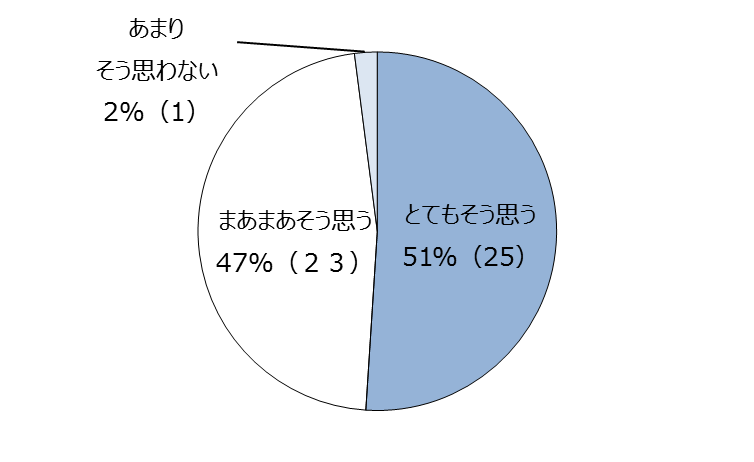 あまり
そう思わない
2%（1）
まあまあそう思う
47%（２３）
とてもそう思う
51%（25）